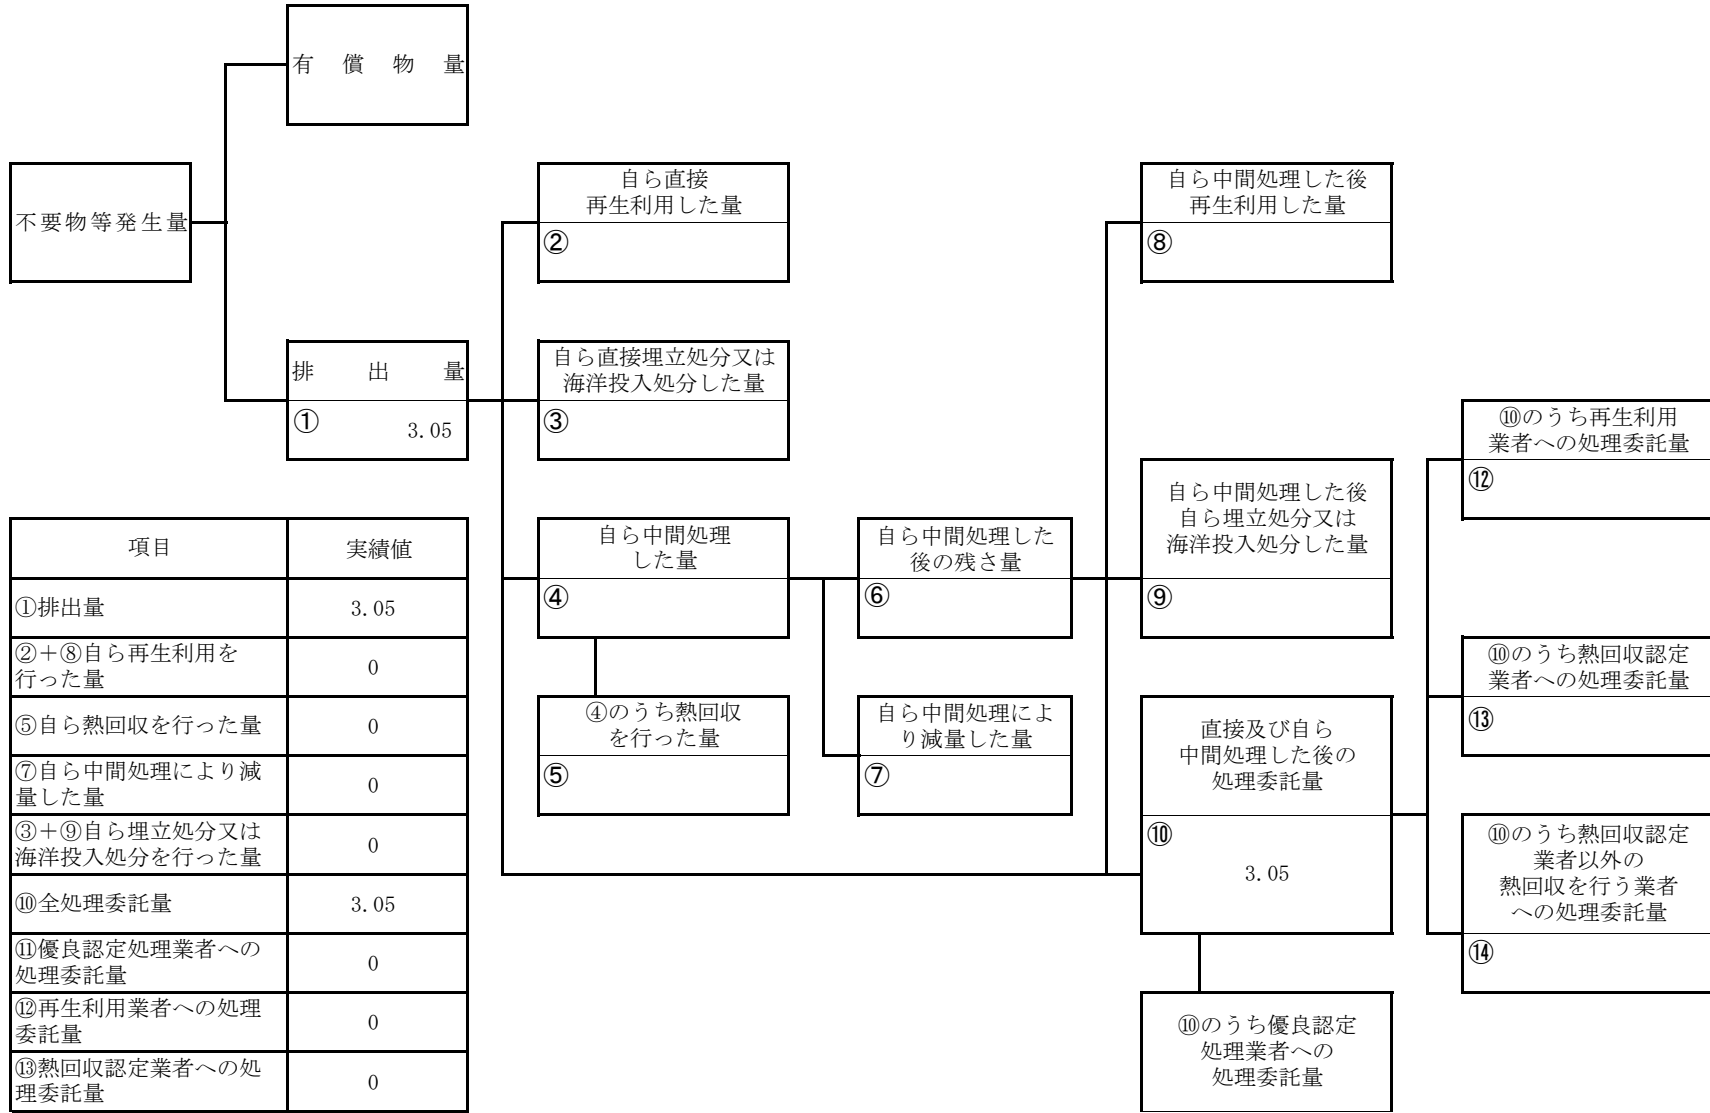 有償物量
不要物等発生量
排出量
①
3.05
自ら直接
再生利用した量
②
自ら直接埋立処分又は
海洋投入処分した量
③
自ら中間処理
した量
④
④のうち熱回収
を行った量
⑤
自ら中間処理した
後の残さ量
⑥
自ら中間処理によ
り減量した量
⑦
自ら中間処理した後
再生利用した量
⑧
自ら中間処理した後
自ら埋立処分又は
海洋投入処分した量
⑨
直接及び自ら
中間処理した後の
処理委託量
⑩
3.05
⑩のうち優良認定
処理業者への
処理委託量
⑩のうち再生利用
業者への処理委託量
⑫
⑩のうち熱回収認定
業者への処理委託量
⑬
⑩のうち熱回収認定
業者以外の
熱回収を行う業者
への処理委託量
⑭
項目 実績値
①排出量 3.05
②+⑧自ら再生利用を
行った量 0
⑤自ら熱回収を行った量 0
⑦自ら中間処理により減
量した量 0
③+⑨自ら埋立処分又は
海洋投入処分を行った量 0
⑩全処理委託量 3.05
⑪優良認定処理業者への
処理委託量 0
⑫再生利用業者への処理
委託量 0
⑬熱回収認定業者への処
理委託量 0